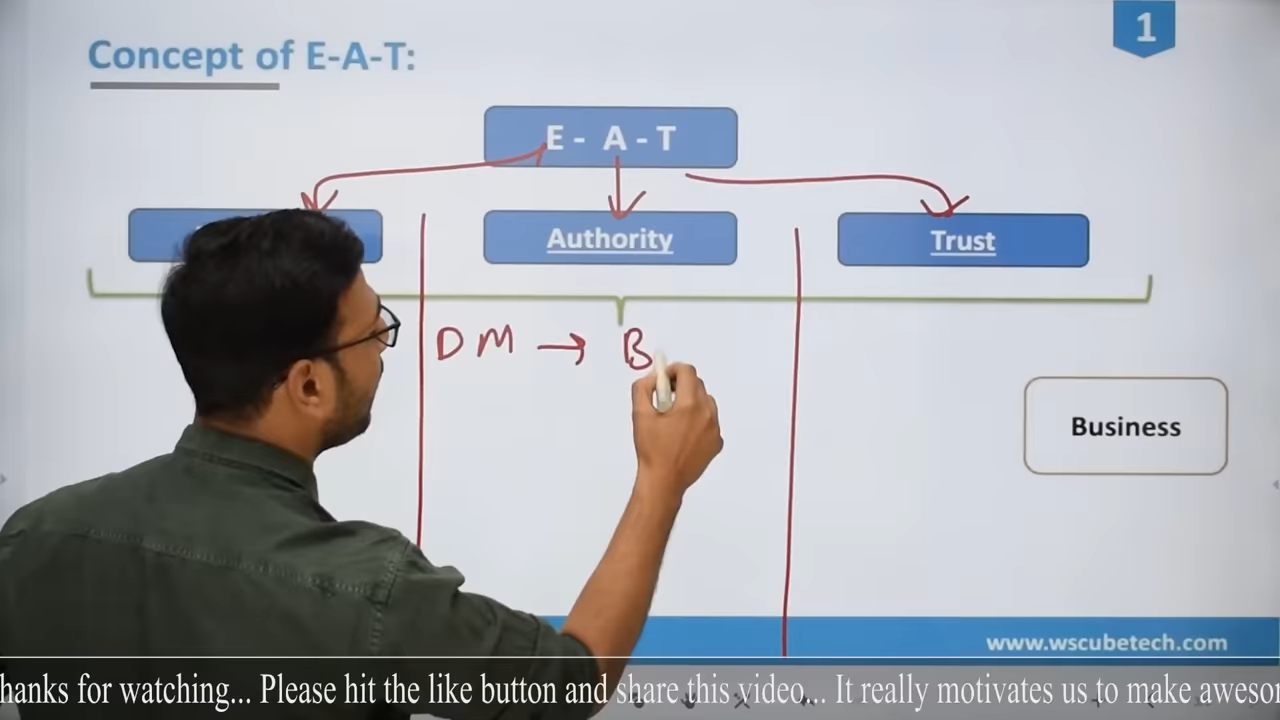 1
Concept of E-A-T:
E - A - T
Authority
Trust
DM → B
Business
www.wscubetech.com
hanks for watching... Please hit the like button and share this video... It really motivates us to make aweso